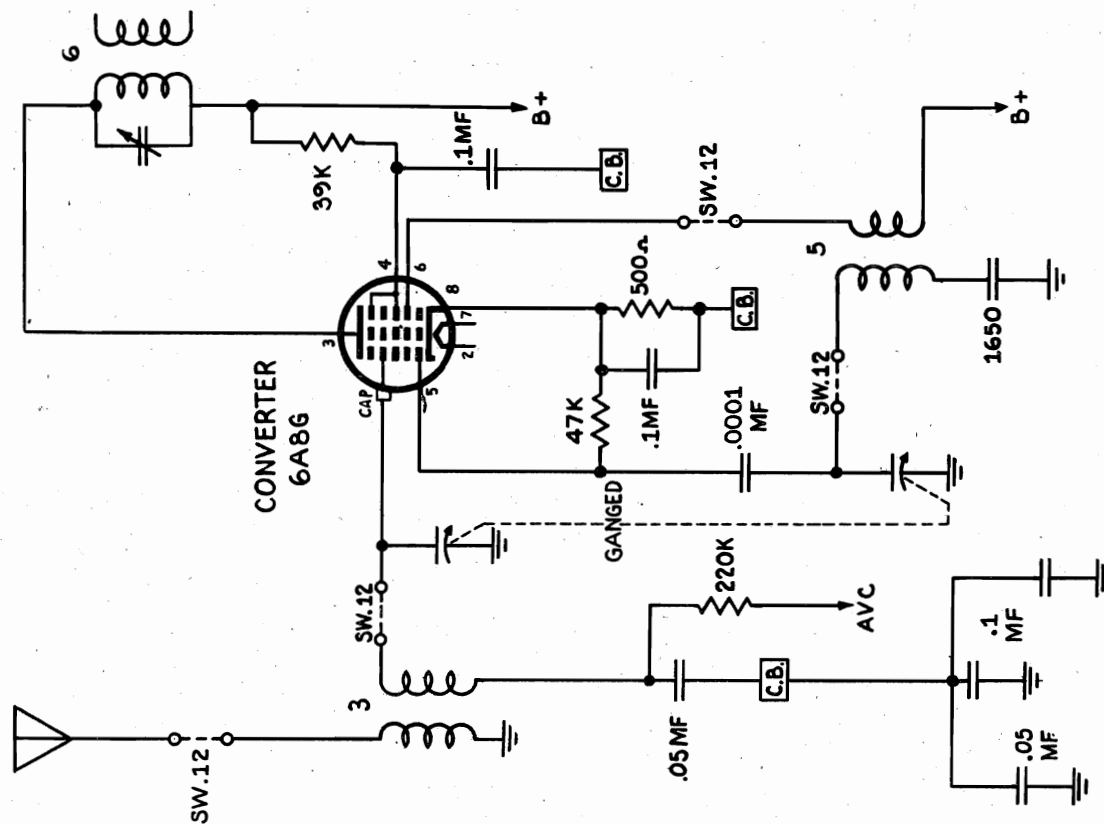 6
B+
39K
.1MF
C.B.
SW.12
B+
CONVERTER
6A8G
3
4
6
8
7
2
5
CAP
500Ω
C.B.
47K
.1MF
.0001
MF
5
1650
SW.12
GANGED
SW.12
220K
AVC
3
.05MF
C.B.
.1
MF
.05
MF
SW.12